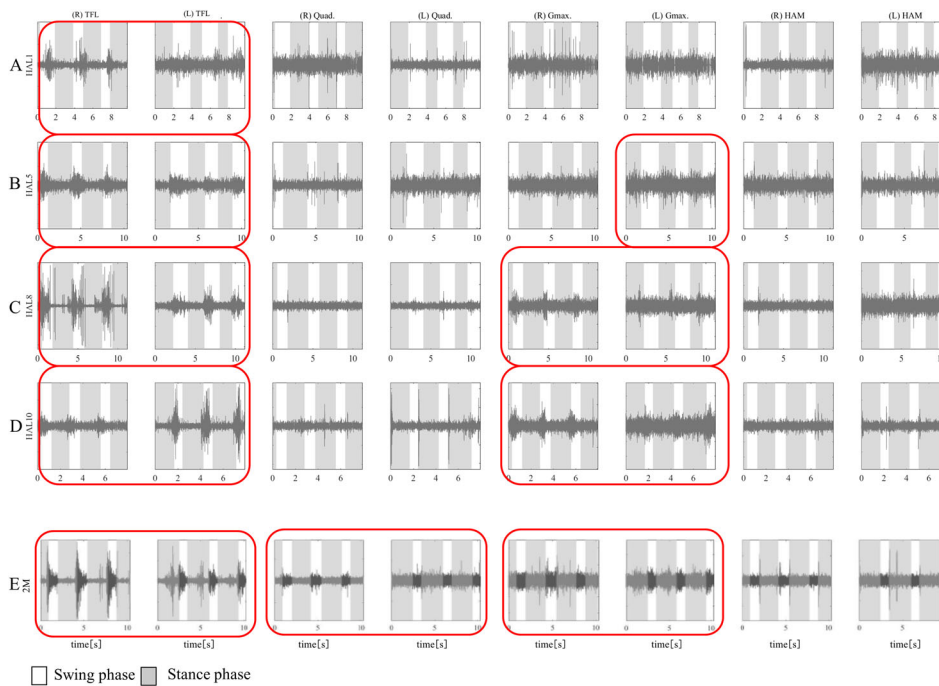 (R) TFL (L) TFL (R) Quad. (L) Quad. (R) Gmax. (L) Gmax. (R) HAM (L) HAM
A HAL1
0 2 4 6 8 0 2 4 6 8 0 2 4 6 8 0 2 4 6 8 0 2 4 6 8 0 2 4 6 8 0 2 4 6 8 0 2 4 6 8
B HAL5
0 5 10 0 5 10 0 5 10 0 5 10 0 5 10 0 5 10 0 5 10 0 5
C HAL8
0 5 10 0 5 10 0 5 10 0 5 10 0 5 10 0 5 10 0 5 10 0 5 10
D HAL10
0 2 4 6 0 2 4 6 0 2 4 6 0 2 4 6 0 2 4 6 0 2 4 6 0 2 4 6 0 2 4 6
E 2M
0 5 10 0 5 10 0 5 10 0 5 10 0 5 10 0 5 10 0 5 10 0 5
time[s] time[s] time[s] time[s] time[s] time[s] time[s] time[s]
Swing phase Stance phase